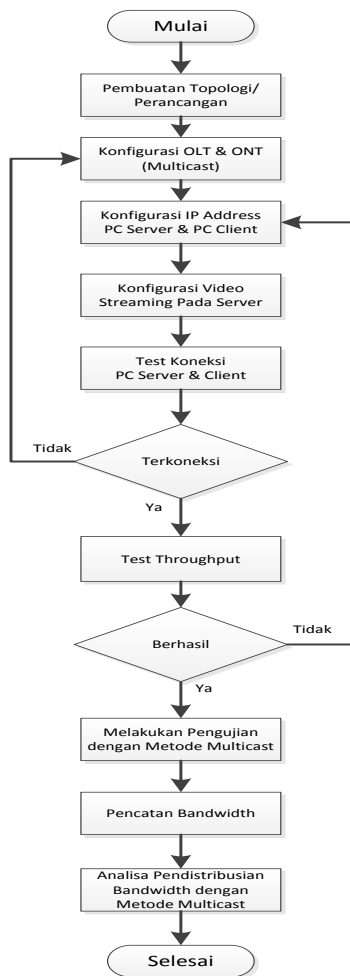 Mulai
Pembuatan Topologi/
Perancangan
Konfigurasi OLT & ONT
(Multicast)
Konfigurasi IP Address
PC Server & PC Client
Konfigurasi Video
Streaming Pada Server
Test Koneksi
PC Server & Client
Tidak
Terkoneksi
Ya
Test Throughput
Berhasil
Tidak
Ya
Melakukan Pengujian
dengan Metode Multicast
Pencatan Bandwidth
Analisa Pendistribusian
Bandwidth dengan
Metode Multicast
Selesai